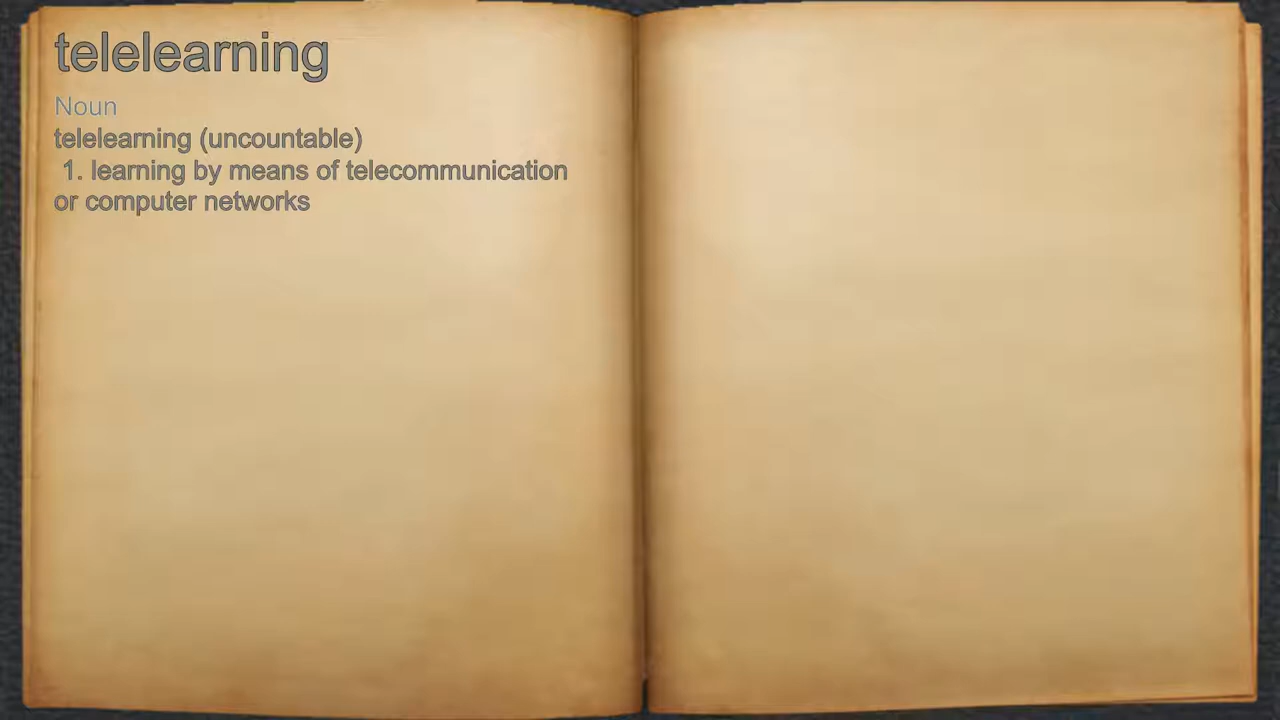 telelearning
Noun
telelearning (uncountable)
1. learning by means of telecommunication
or computer networks